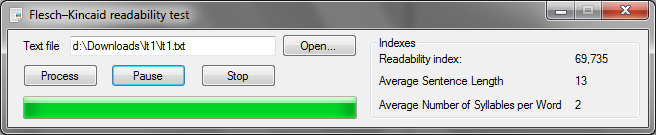 Flesch–Kincaid readability test
Text file d:\Downloads\lt1\lt1.txt Open...
Process Pause Stop
Indexes
Readability index: 69,735
Average Sentence Length 13
Average Number of Syllables per Word 2